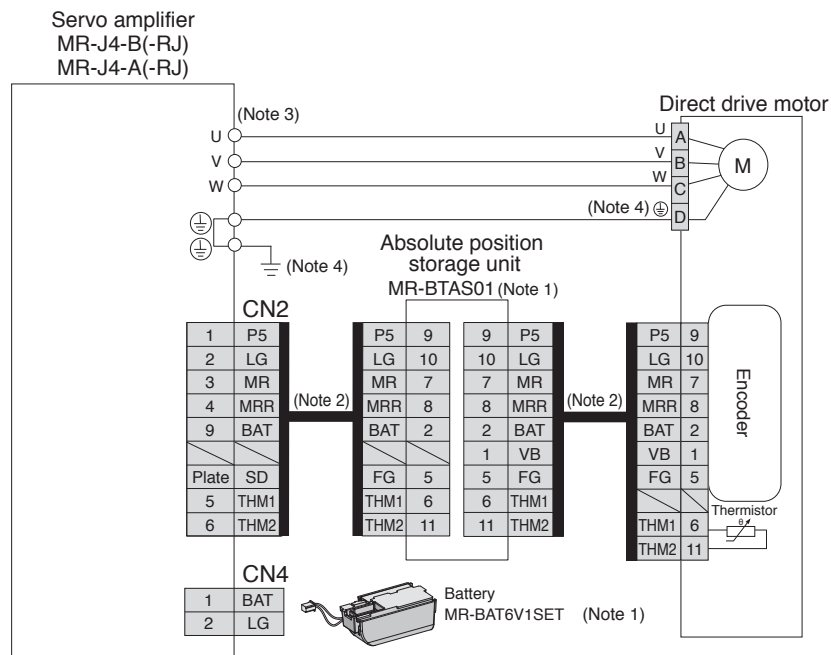 Servo amplifier
MR-J4-B(-RJ)
MR-J4-A(-RJ)
(Note 3)
Direct drive motor
U U A
V V B M
W W C
(Note 4) D
(Note 4)
Absolute position
storage unit
MR-BTAS01 (Note 1)
CN2
1 P5 P5 9 9 P5 P5 9
2 LG LG 10 10 LG LG 10
3 MR MR 7 7 MR MR 7
4 MRR (Note 2) MRR 8 8 MRR (Note 2) MRR 8
9 BAT BAT 2 2 BAT BAT 2
1 VB VB 1
Plate SD FG 5 5 FG FG 5
5 THM1 THM1 6 6 THM1
6 THM2 THM2 11 11 THM2
Encoder
Thermistor
θ
THM1 6
THM2 11
CN4
1 BAT
2 LG
Battery
MR-BAT6V1SET (Note 1)